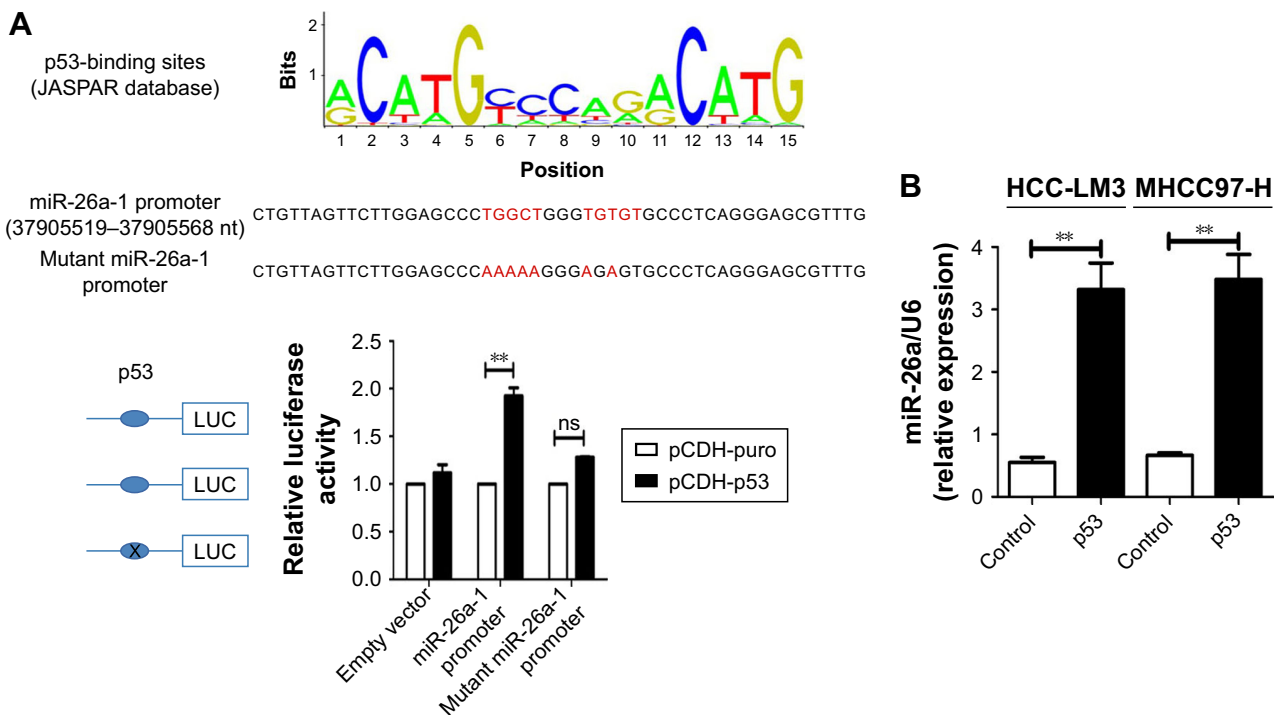 A
p53-binding sites
(JASPAR database)
Bits
2
1
1 2 3 4 5 6 7 8 9 10 11 12 13 14 15
Position
miR-26a-1 promoter
(37905519–37905568 nt)
CTGTTAGTTCTTGGAGCCCTGGCTGGGTGTGTGCCCTCAGGGAGCGTTTG
Mutant miR-26a-1
promoter
CTGTTAGTTCTTGGAGCCCAAAAAGGGAGAGTGCCCTCAGGGAGCGTTTG
p53
LUC
LUC
X
LUC
Relative luciferase
activity
2.5
2.0
1.5
1.0
0.5
0.0
**
ns
Empty vector
miR-26a-1
promoter
Mutant miR-26a-1
promoter
pCDH-puro
pCDH-p53
B
HCC-LM3 MHCC97-H
miR-26a/U6
(relative expression)
4
3
2
1
0
**
**
Control
p53
Control
p53